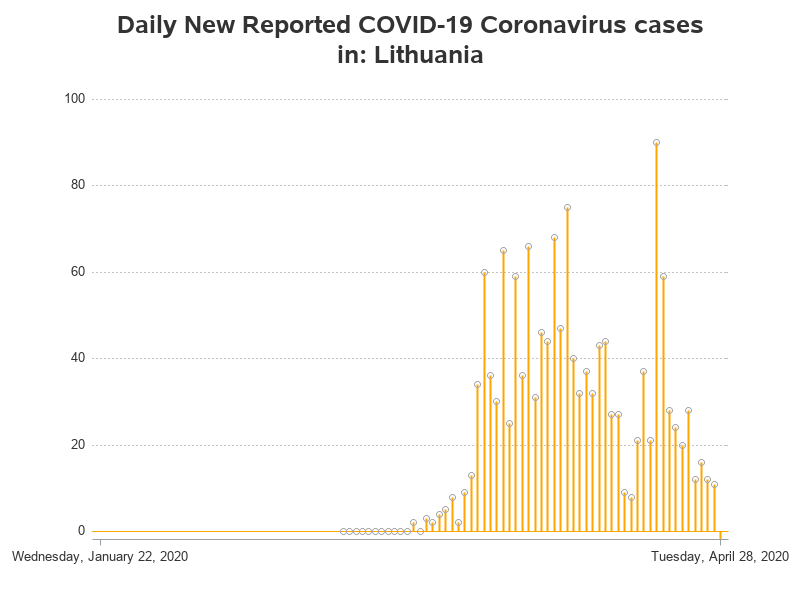 Daily New Reported COVID-19 Coronavirus cases
in: Lithuania
100
80
60
40
20
0
Wednesday, January 22, 2020
Tuesday, April 28, 2020